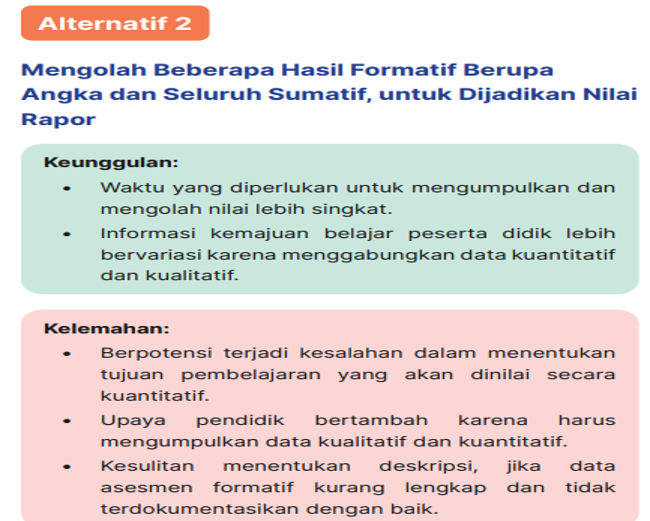 Alternatif 2
Mengolah Beberapa Hasil Formatif Berupa
Angka dan Seluruh Sumatif, untuk Dijadikan Nilai
Rapor
Keunggulan:
• Waktu yang diperlukan untuk mengumpulkan dan
mengolah nilai lebih singkat.
• Informasi kemajuan belajar peserta didik lebih
bervariasi karena menggabungkan data kuantitatif
dan kualitatif.
Kelemahan:
• Berpotensi terjadi kesalahan dalam menentukan
tujuan pembelajaran yang akan dinilai secara
kuantitatif.
• Upaya pendidik bertambah karena harus
mengumpulkan data kualitatif dan kuantitatif.
• Kesulitan menentukan deskripsi, jika data
asesmen formatif kurang lengkap dan tidak
terdokumentasikan dengan baik.